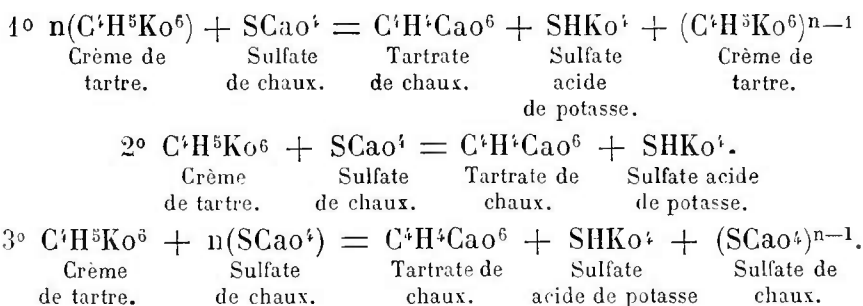 1° n(C⁴H⁵Ko⁶) + SCao⁴ = C⁴H⁴Cao⁶ + SHKo⁴ + (C⁴H⁵Ko⁶)n—1
Crème de Sulfate Tartrate Sulfate Crème de
tartre. de chaux. de chaux. acide tartre.
de potasse.
2° C⁴H⁵Ko⁶ + SCao⁴ = C⁴H⁴Cao⁶ + SHKo⁴.
Crème Sulfate Tartrate de Sulfate acide
de tartre. de chaux. chaux. de potasse.
3° C⁴H⁵Ko⁶ + n(SCao⁴) = C⁴H⁴Cao⁶ + SHKo⁴ + (SCao⁴)n—1.
Crème Sulfate Tartrate de Sulfate Sulfate de
de tartre. de chaux. chaux. acide de potasse chaux.